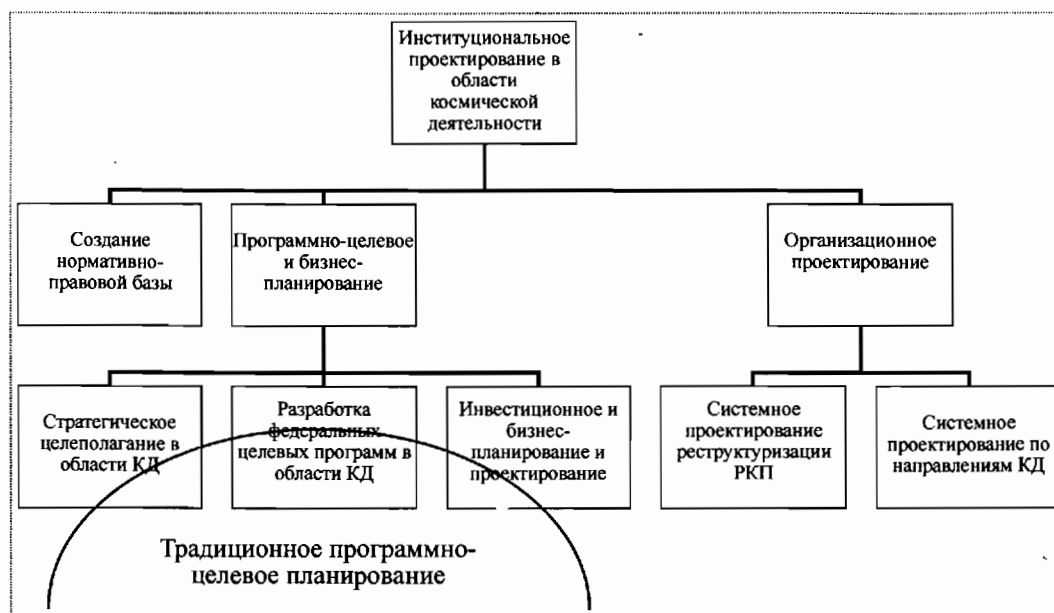 Институциональное
проектирование в
области
космической
деятельности
Создание
нормативно-
правовой базы
Программно-целевое
и бизнес-
планирование
Организационное
проектирование
Стратегическое
целеполагание в
области КД
Разработка
федеральных
целевых программ в
области КД
Инвестиционное и
бизнес-
планирование и
проектирование
Системное
проектирование
реструктуризации
РКП
Системное
проектирование по
направлениям КД
Традиционное программно-
целевое планирование